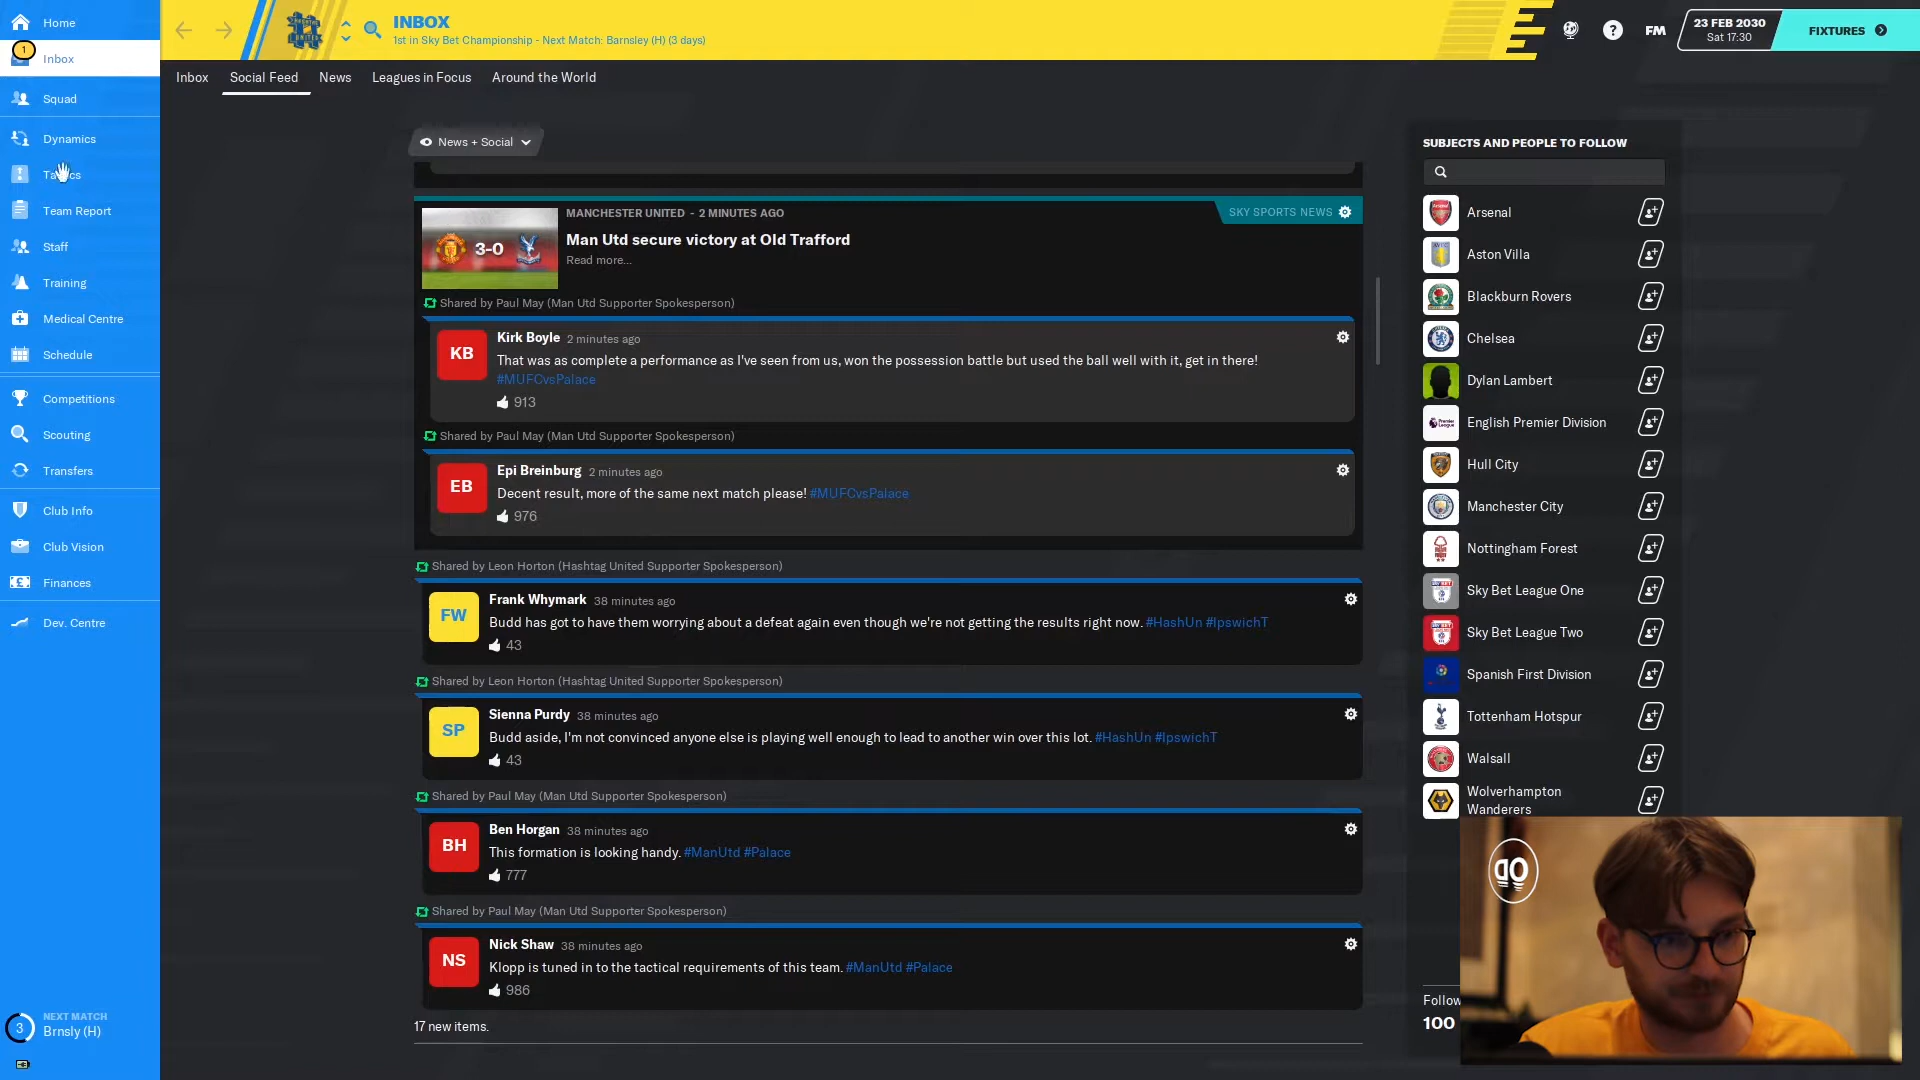 Home
1
Inbox
Squad
Dynamics
Tactics
Team Report
Staff
Training
Medical Centre
Schedule
Competitions
Scouting
Transfers
Club Info
Club Vision
Finances
Dev. Centre
3
NEXT MATCH
Brnsly (H)
INBOX
1st in Sky Bet Championship - Next Match: Barnsley (H) (3 days)
?
FM
23 FEB 2030
Sat 17:30
FIXTURES
Inbox Social Feed News Leagues in Focus Around the World
News + Social
MANCHESTER UNITED - 2 MINUTES AGO
SKY SPORTS NEWS
3-0
Man Utd secure victory at Old Trafford
Read more...
Shared by Paul May (Man Utd Supporter Spokesperson)
KB
Kirk Boyle 2 minutes ago
That was as complete a performance as I've seen from us, won the possession battle but used the ball well with it, get in there!
#MUFCvsPalace
913
Shared by Paul May (Man Utd Supporter Spokesperson)
EB
Epi Breinburg 2 minutes ago
Decent result, more of the same next match please! #MUFCvsPalace
976
Shared by Leon Horton (Hashtag United Supporter Spokesperson)
FW
Frank Whymark 38 minutes ago
Budd has got to have them worrying about a defeat again even though we're not getting the results right now. #HashUn #IpswichT
43
Shared by Leon Horton (Hashtag United Supporter Spokesperson)
SP
Sienna Purdy 38 minutes ago
Budd aside, I'm not convinced anyone else is playing well enough to lead to another win over this lot. #HashUn #IpswichT
43
Shared by Paul May (Man Utd Supporter Spokesperson)
BH
Ben Horgan 38 minutes ago
This formation is looking handy. #ManUtd #Palace
777
Shared by Paul May (Man Utd Supporter Spokesperson)
NS
Nick Shaw 38 minutes ago
Klopp is tuned in to the tactical requirements of this team. #ManUtd #Palace
986
17 new items.
SUBJECTS AND PEOPLE TO FOLLOW
Arsenal
Aston Villa
Blackburn Rovers
Chelsea
Dylan Lambert
English Premier Division
Hull City
Manchester City
Nottingham Forest
Sky Bet League One
Sky Bet League Two
Spanish First Division
Tottenham Hotspur
Walsall
Wolverhampton
Wanderers
Follow
100